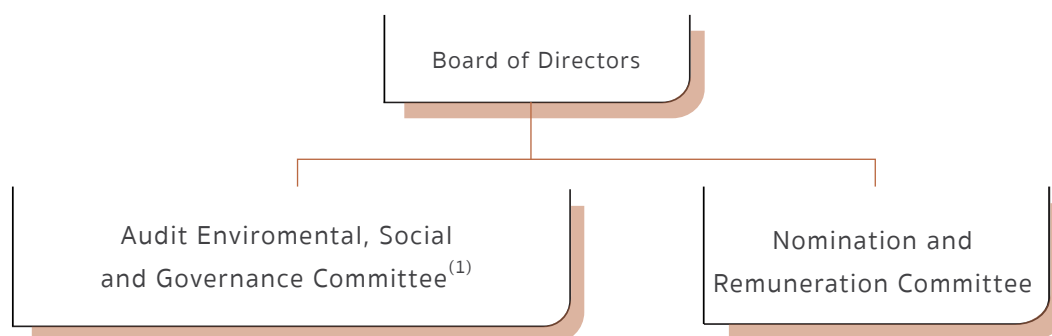 Board of Directors
Audit Enviromental, Social
and Governance Committee(1)
Nomination and
Remuneration Committee